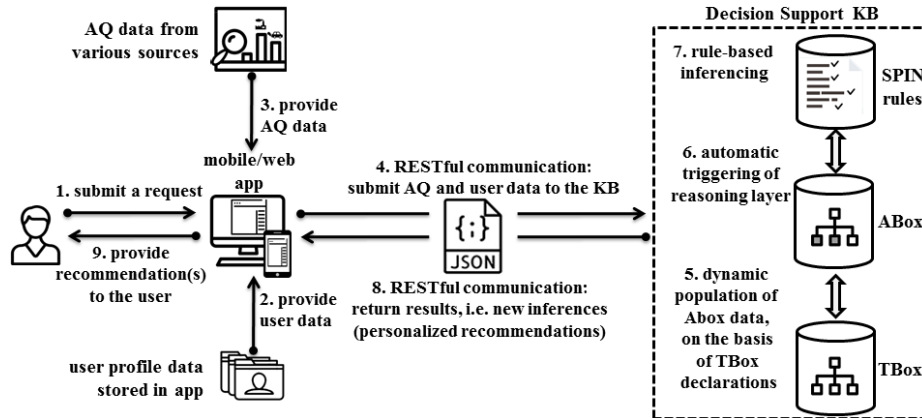 AQ data from
various sources
3. provide
AQ data
mobile/web
app
1. submit a request
9. provide
recommendation(s)
to the user
2. provide
user data
user profile data
stored in app
4. RESTful communication:
submit AQ and user data to the KB
{;}
JSON
8. RESTful communication:
return results, i.e. new inferences
(personalized recommendations)
Decision Support KB
7. rule-based
inferencing
SPIN
rules
6. automatic
triggering of
reasoning layer
ABox
5. dynamic
population of
Abox data,
on the basis
of TBox
declarations
TBox